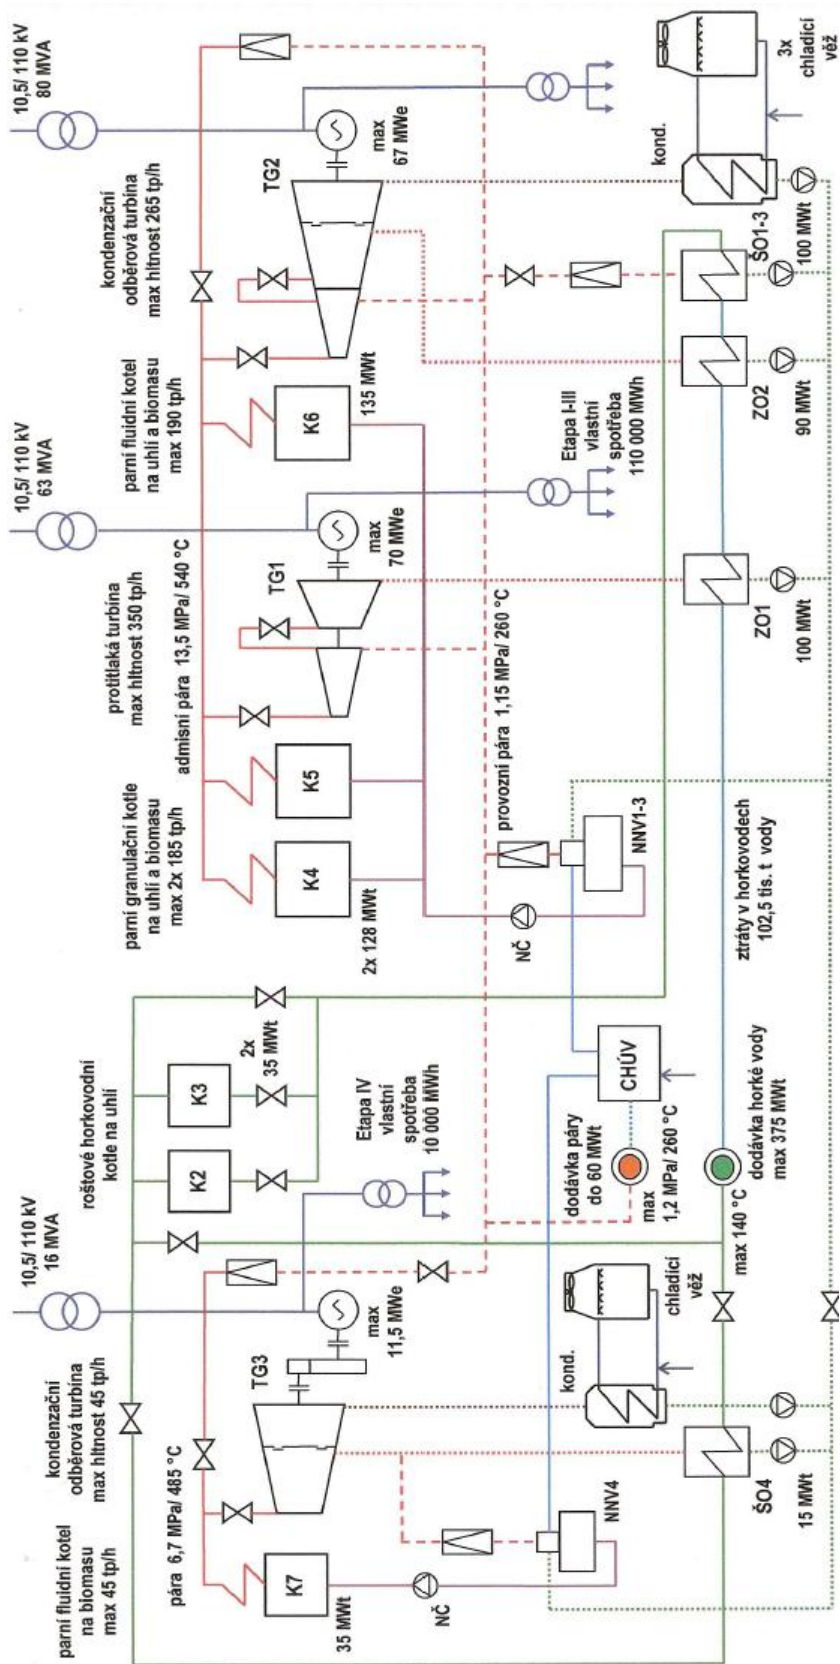 parní fluidní kotel
na biomasu
max 45 tp/h
kondenzační
odběrová turbína
max hltnost 45 tp/h
10,5/ 110 kV
16 MVA
roštové horkovodní
kotle na uhlí
parní granulační kotle
na uhlí a biomasu
max 2x 185 tp/h
protitlaká turbína
max hltnost 350 tp/h
10,5/ 110 kV
63 MVA
parní fluidní kotel
na uhlí a biomasu
max 190 tp/h
kondenzační
odběrová turbína
max hltnost 265 tp/h
10,5/ 110 kV
80 MVA
pára 6,7 MPa/ 485 °C
admisní pára 13,5 MPa/ 540 °C
K7
35 MWt
TG3
max
11,5 MWe
K2
K3
2x
35 MWt
K4
K5
2x 128 MWt
TG1
max
70 MWe
K6
135 MWt
TG2
max
67 MWe
Etapa IV
vlastní
spotřeba
10 000 MWh
Etapa I-III
vlastní
spotřeba
110 000 MWh
NČ
NNV4
NČ
NNV1-3
provozní pára 1,15 MPa/ 260 °C
dodávka páry
do 60 MWt
max
1,2 MPa/ 260 °C
CHÚV
kond.
chladící
věž
kond.
3x
chladící
věž
max 140 °C
dodávka horké vody
max 375 MWt
ztráty v horkovodech
102,5 tis. t vody
ŠO4
15 MWt
ZO1
100 MWt
ZO2
90 MWt
ŠO1-3
100 MWt